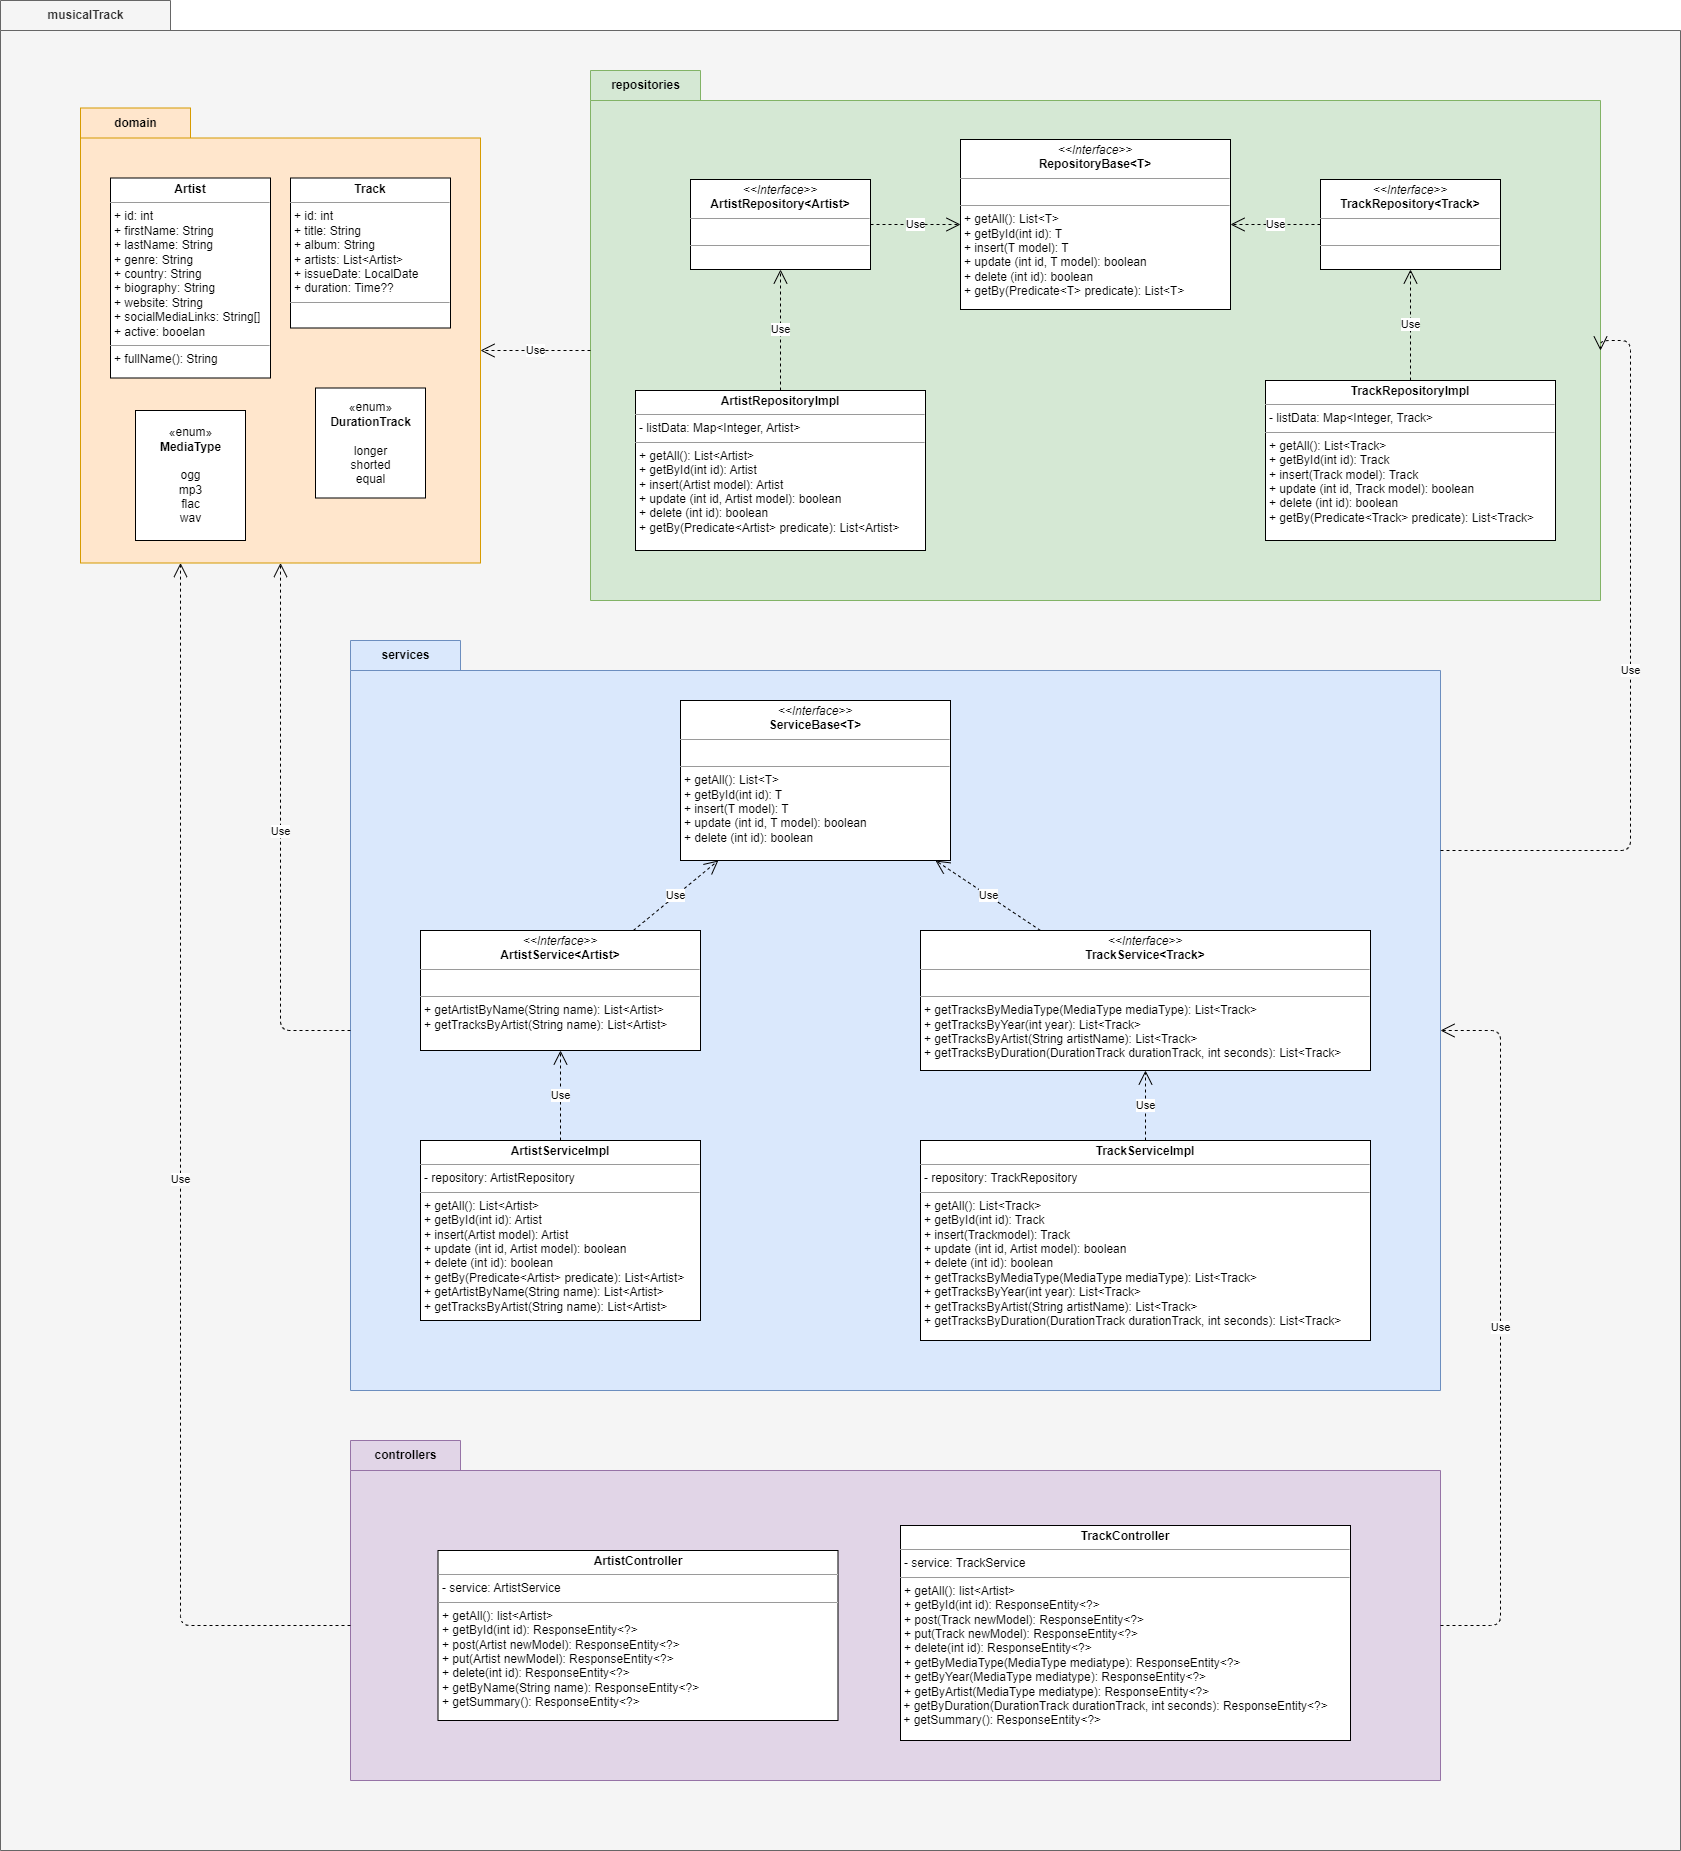 musicalTrack
domain
Artist
+ id: int
+ firstName: String
+ lastName: String
+ genre: String
+ country: String
+ biography: String
+ website: String
+ socialMediaLinks: String[]
+ active: booelan
+ fullName(): String
Track
+ id: int
+ title: String
+ album: String
+ artists: List<Artist>
+ issueDate: LocalDate
+ duration: Time??
«enum»
MediaType
ogg
mp3
flac
wav
«enum»
DurationTrack
longer
shorted
equal
Use
repositories
<<Interface>>
ArtistRepository<Artist>
Use
<<Interface>>
RepositoryBase<T>
+ getAll(): List<T>
+ getById(int id): T
+ insert(T model): T
+ update (int id, T model): boolean
+ delete (int id): boolean
+ getBy(Predicate<T> predicate): List<T>
Use
<<Interface>>
TrackRepository<Track>
Use
Use
ArtistRepositoryImpl
- listData: Map<Integer, Artist>
+ getAll(): List<Artist>
+ getById(int id): Artist
+ insert(Artist model): Artist
+ update (int id, Artist model): boolean
+ delete (int id): boolean
+ getBy(Predicate<Artist> predicate): List<Artist>
TrackRepositoryImpl
- listData: Map<Integer, Track>
+ getAll(): List<Track>
+ getById(int id): Track
+ insert(Track model): Track
+ update (int id, Track model): boolean
+ delete (int id): boolean
+ getBy(Predicate<Track> predicate): List<Track>
Use
Use
services
<<Interface>>
ServiceBase<T>
+ getAll(): List<T>
+ getById(int id): T
+ insert(T model): T
+ update (int id, T model): boolean
+ delete (int id): boolean
Use
Use
<<Interface>>
ArtistService<Artist>
+ getArtistByName(String name): List<Artist>
+ getTracksByArtist(String name): List<Artist>
<<Interface>>
TrackService<Track>
+ getTracksByMediaType(MediaType mediaType): List<Track>
+ getTracksByYear(int year): List<Track>
+ getTracksByArtist(String artistName): List<Track>
+ getTracksByDuration(DurationTrack durationTrack, int seconds): List<Track>
Use
Use
ArtistServiceImpl
- repository: ArtistRepository
+ getAll(): List<Artist>
+ getById(int id): Artist
+ insert(Artist model): Artist
+ update (int id, Artist model): boolean
+ delete (int id): boolean
+ getBy(Predicate<Artist> predicate): List<Artist>
+ getArtistByName(String name): List<Artist>
+ getTracksByArtist(String name): List<Artist>
TrackServiceImpl
- repository: TrackRepository
+ getAll(): List<Track>
+ getById(int id): Track
+ insert(Trackmodel): Track
+ update (int id, Artist model): boolean
+ delete (int id): boolean
+ getTracksByMediaType(MediaType mediaType): List<Track>
+ getTracksByYear(int year): List<Track>
+ getTracksByArtist(String artistName): List<Track>
+ getTracksByDuration(DurationTrack durationTrack, int seconds): List<Track>
Use
Use
controllers
ArtistController
- service: ArtistService
+ getAll(): list<Artist>
+ getById(int id): ResponseEntity<?>
+ post(Artist newModel): ResponseEntity<?>
+ put(Artist newModel): ResponseEntity<?>
+ delete(int id): ResponseEntity<?>
+ getByName(String name): ResponseEntity<?>
+ getSummary(): ResponseEntity<?>
TrackController
- service: TrackService
+ getAll(): list<Artist>
+ getById(int id): ResponseEntity<?>
+ post(Track newModel): ResponseEntity<?>
+ put(Track newModel): ResponseEntity<?>
+ delete(int id): ResponseEntity<?>
+ getByMediaType(MediaType mediatype): ResponseEntity<?>
+ getByYear(MediaType mediatype): ResponseEntity<?>
+ getByArtist(MediaType mediatype): ResponseEntity<?>
+ getByDuration(DurationTrack durationTrack, int seconds): ResponseEntity<?>
+ getSummary(): ResponseEntity<?>